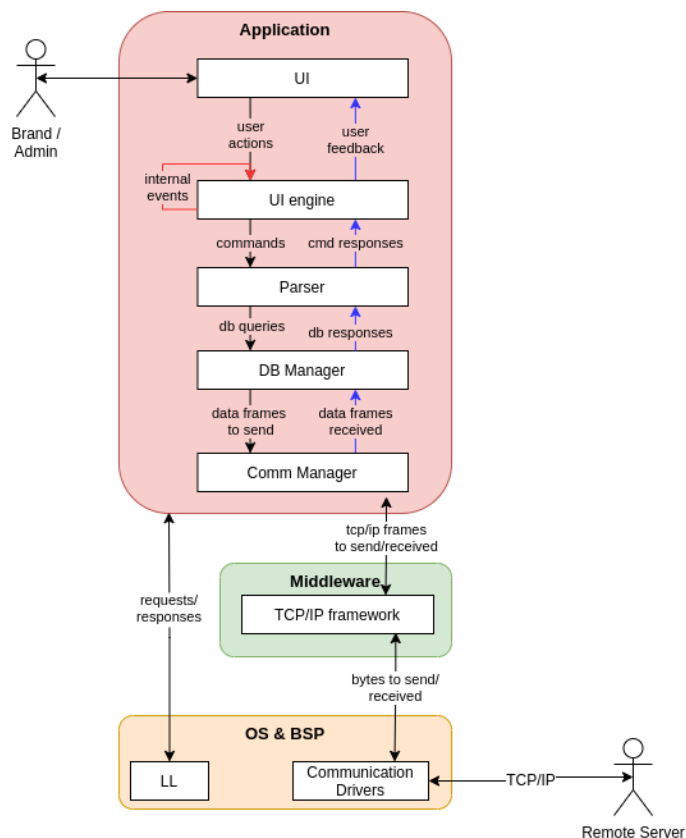 Application
UI
Brand /
Admin
user
actions
user
feedback
internal
events
UI engine
commands
cmd responses
Parser
db queries
db responses
DB Manager
data frames
to send
data frames
received
Comm Manager
tcp/ip frames
to send/received
Middleware
requests/
responses
TCP/IP framework
bytes to send/
received
OS & BSP
LL
Communication
Drivers
TCP/IP
Remote Server